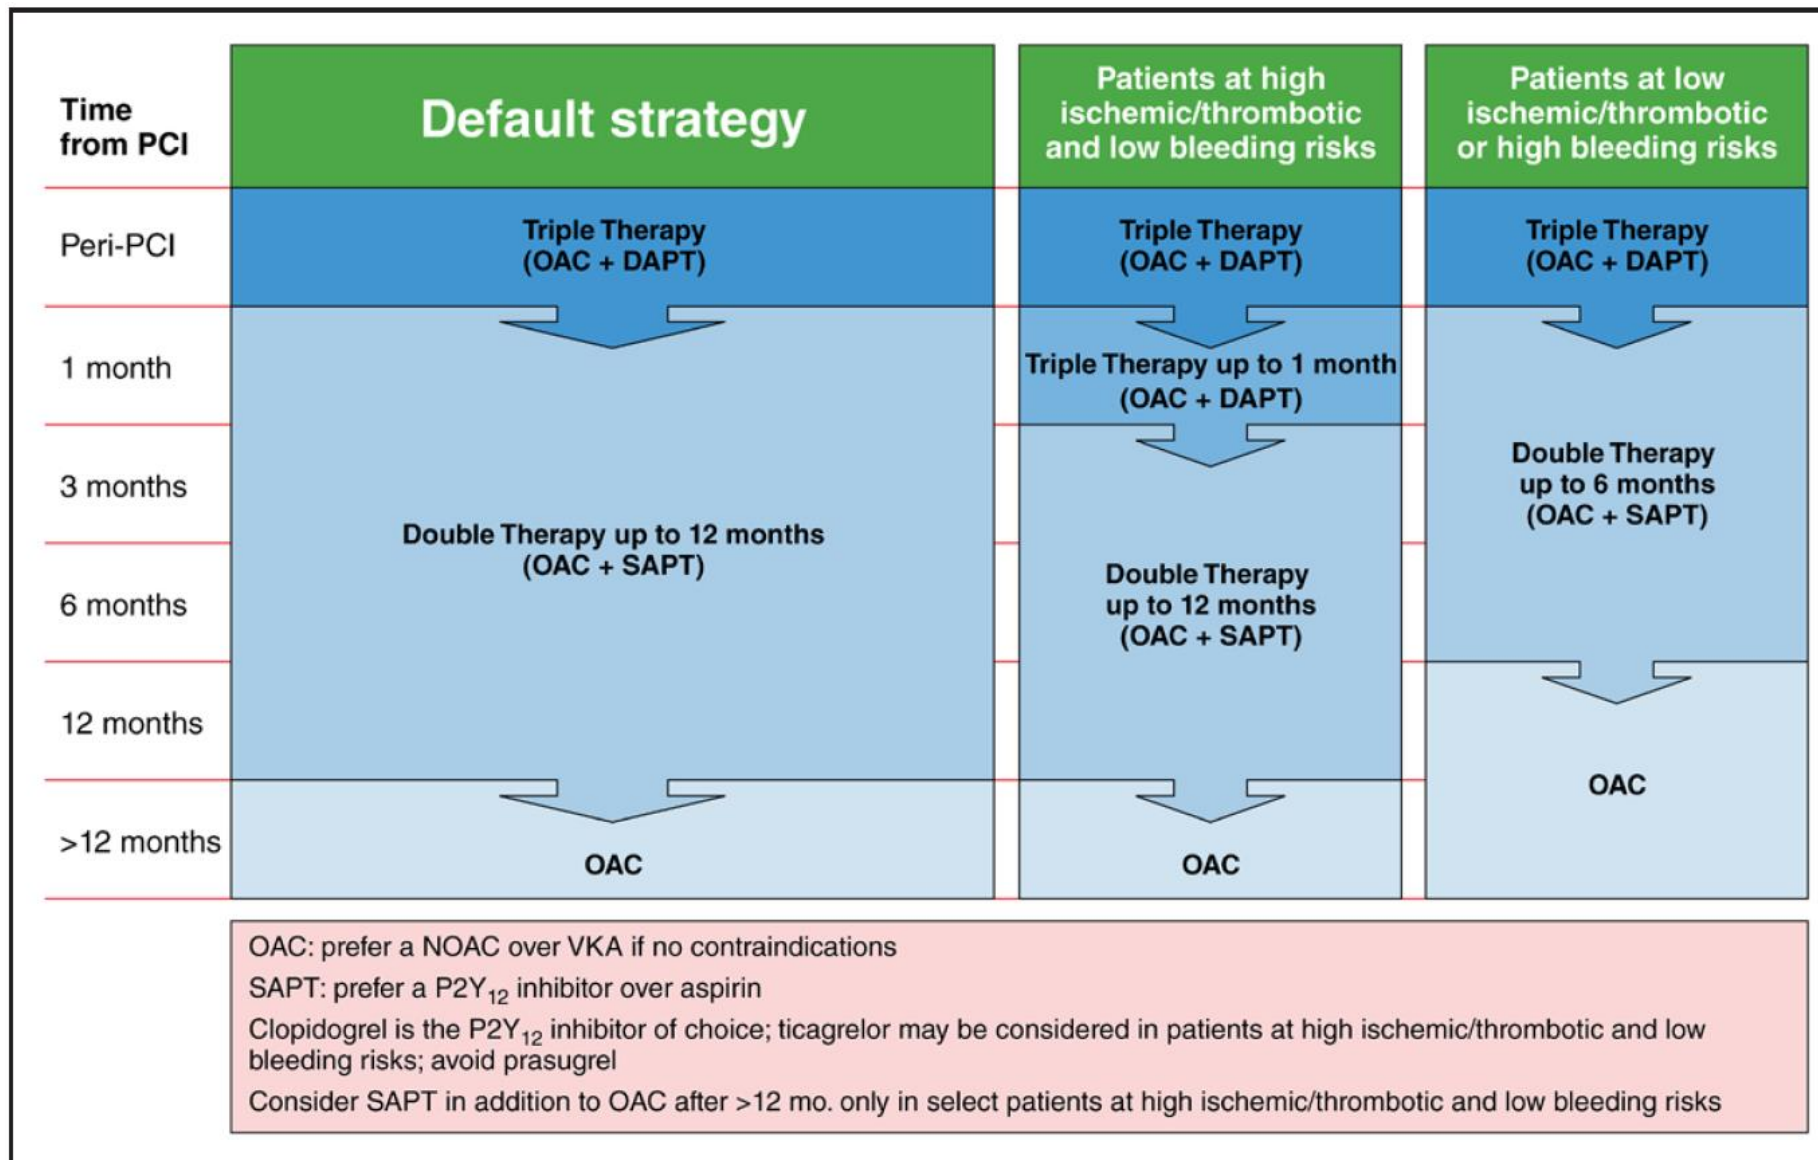 Time
from PCI
Default strategy
Patients at high
ischemic/thrombotic
and low bleeding risks
Patients at low
ischemic/thrombotic
or high bleeding risks
Peri-PCI
Triple Therapy
(OAC + DAPT)
Triple Therapy
(OAC + DAPT)
Triple Therapy
(OAC + DAPT)
1 month
Triple Therapy up to 1 month
(OAC + DAPT)
3 months
Double Therapy up to 12 months
(OAC + SAPT)
Double Therapy
up to 6 months
(OAC + SAPT)
6 months
Double Therapy
up to 12 months
(OAC + SAPT)
12 months
OAC
>12 months
OAC
OAC
OAC: prefer a NOAC over VKA if no contraindications
SAPT: prefer a P2Y12 inhibitor over aspirin
Clopidogrel is the P2Y12 inhibitor of choice; ticagrelor may be considered in patients at high ischemic/thrombotic and low
bleeding risks; avoid prasugrel
Consider SAPT in addition to OAC after >12 mo. only in select patients at high ischemic/thrombotic and low bleeding risks